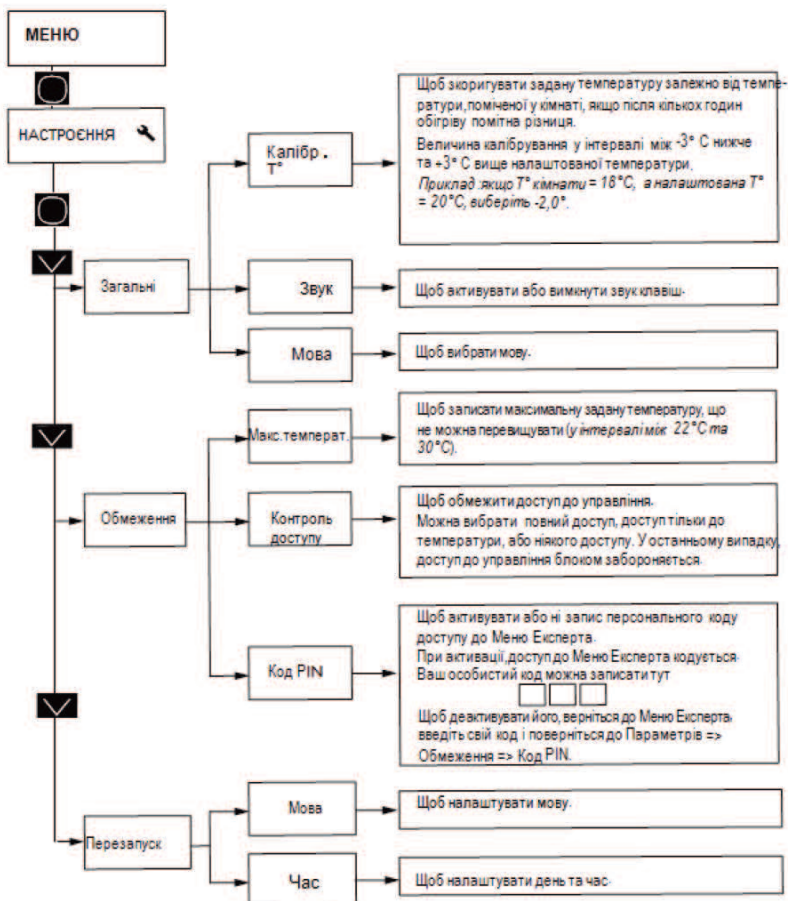 МЕНЮ
НАСТРОЄННЯ
Калібр.
Т°
Щоб зкоригувати задану температуру залежно від темпе-
ратури,поміченої у кімнаті, якщо після кількох годин
обігріву помітна різниця.
Величина калібрування у інтервалі між -3° С нижче
та +3° С вище налаштованої температури.
Приклад :якщо Т° кімнати = 18°С, а налаштована Т°
= 20°С, виберіть -2,0°.
Загальні
Звук
Щоб активувати або вимкнути звук клавіш.
Мова
Щоб вибрати мову.
Макс.температ.
Щоб записати максимальну задану температуру, що
не можна перевищувати (у інтервалі між 22°С та
30°С).
Обмеження
Контроль
доступу
Щоб обмежити доступ до управління.
Можна вибрати повний доступ, доступ тільки до
температури, або ніякого доступу. У останньому випадку,
доступ до управління блоком забороняється.
Код PIN
Щоб активувати або ні запис персонального коду
доступу до Меню Експерта.
При активації,доступ до Меню Експерта кодується.
Ваш особистий код можна записати тут
Щоб деактивувати його, верніться до Меню Експерта,
введіть свій код і поверніться до Параметрів =>
Обмеження => Код PIN.
Перезапуск
Мова
Щоб налаштувати мову.
Час
Щоб налаштувати день та час.